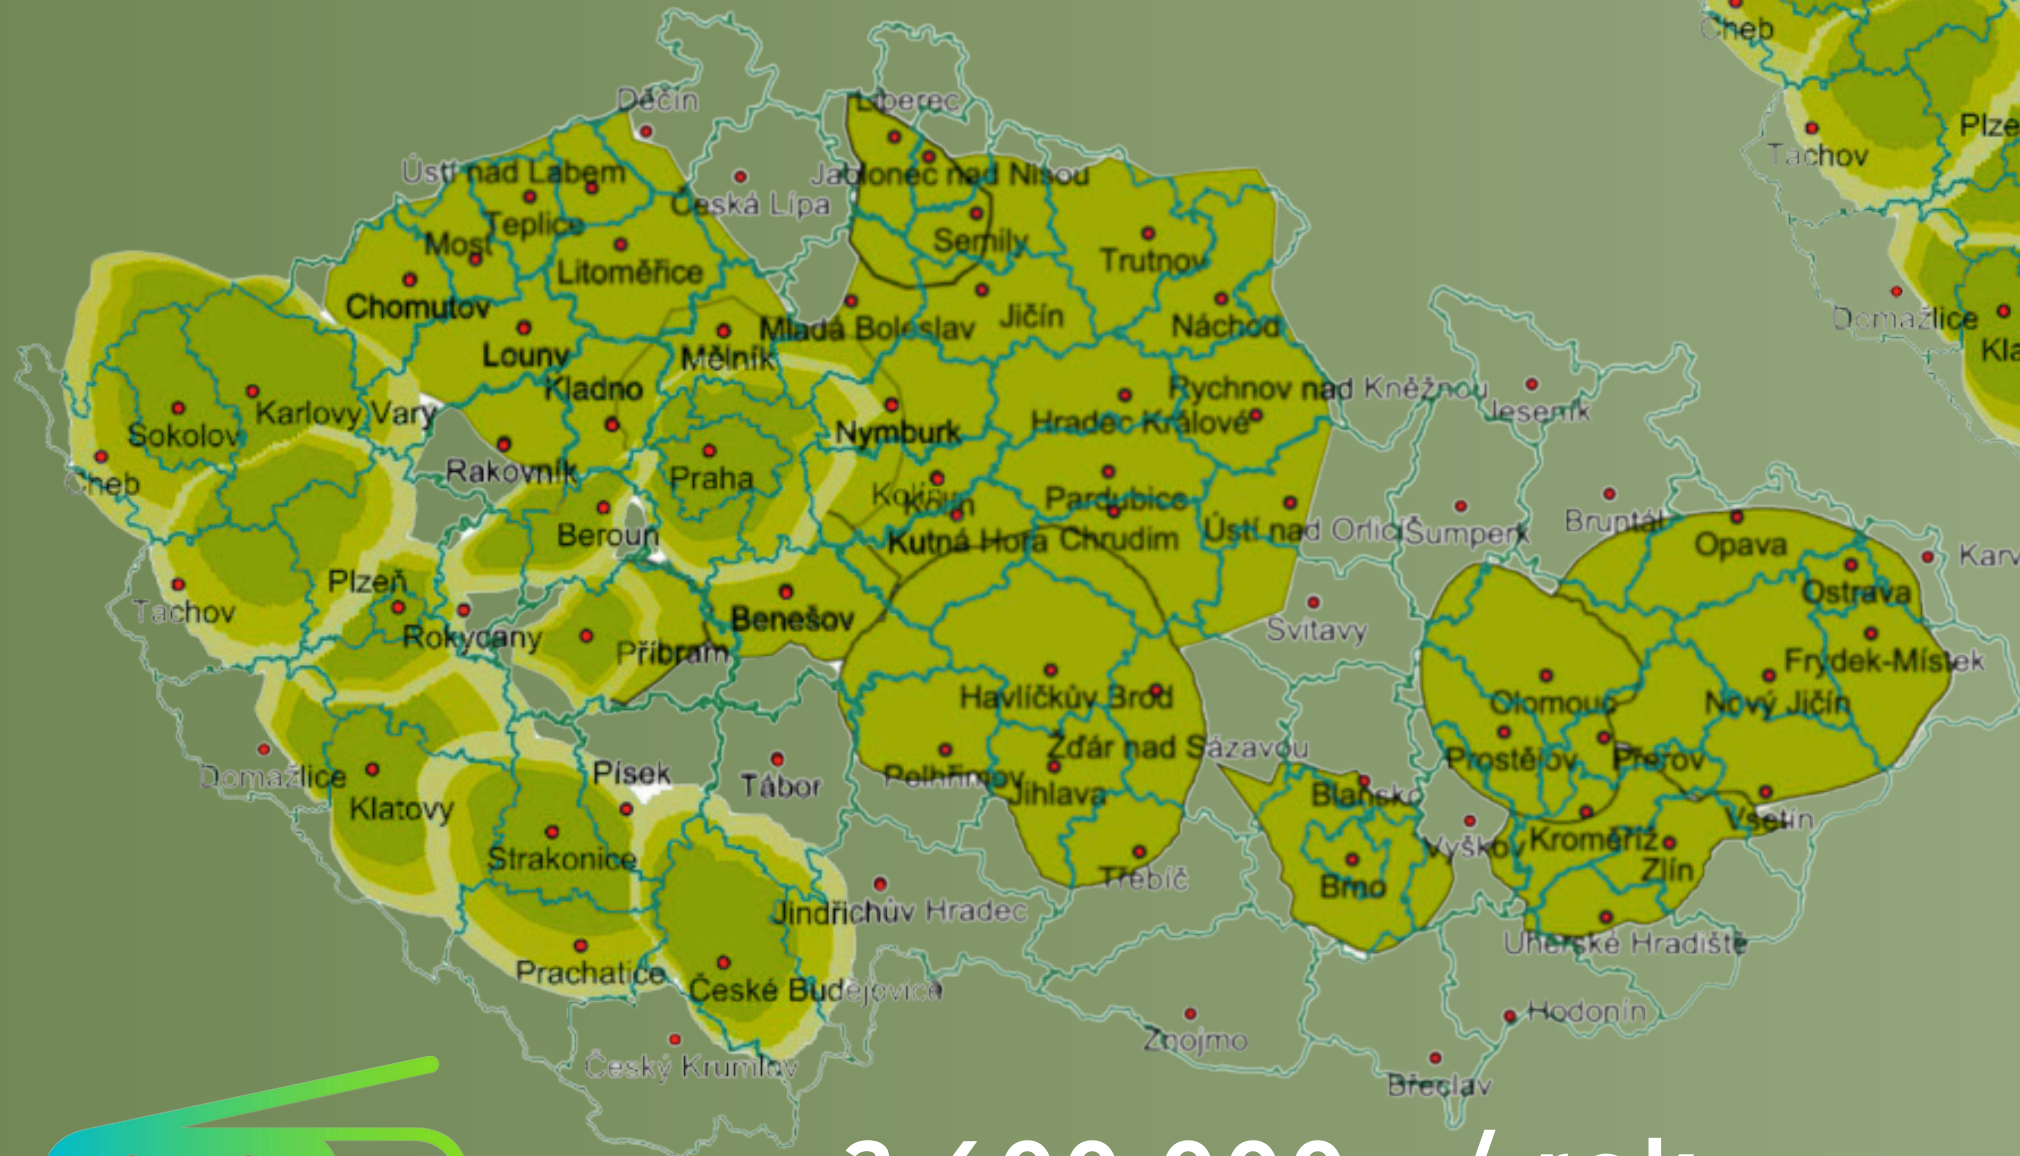 Cheb
Děčín
Liberec
Plze
Tachov
Ústí nad Labem
Jablonec nad Nisou
Česká Lípa
Teplice
Most
Semily
Trutnov
Litoměřice
Chomutov
Mladá Boleslav
Jičín
Náchod
Domažlice
Louny
Mělník
Kla
Kladno
Rychnov nad Kněžnou
Karlovy Vary
Jeseník
Sokolov
Nymburk
Hradec Králové
Rakovník
Praha
Cheb
Kolín
Kolín
Pardubice
Beroun
Kutná Hora
Chrudim
Ústí nad Orlicí
Šumperk
Bruntál
Opava
Karv
Plzeň
Tachov
Ostrava
Rokycany
Benešov
Svitavy
Příbram
Frýdek-Místek
Havlíčkův Brod
Olomouc
Nový Jičín
Žďár nad Sázavou
Prostějov
Přerov
Domažlice
Písek
Tábor
Pelhřimov
Jihlava
Blansko
Klatovy
Vsetín
Strakonice
Vyškov
Kroměříž
Zlín
Třebíč
Brno
Jindřichův Hradec
Uherské Hradiště
Prachatice
České Budějovice
Hodonín
Znojmo
Český Krumlov
Břeclav